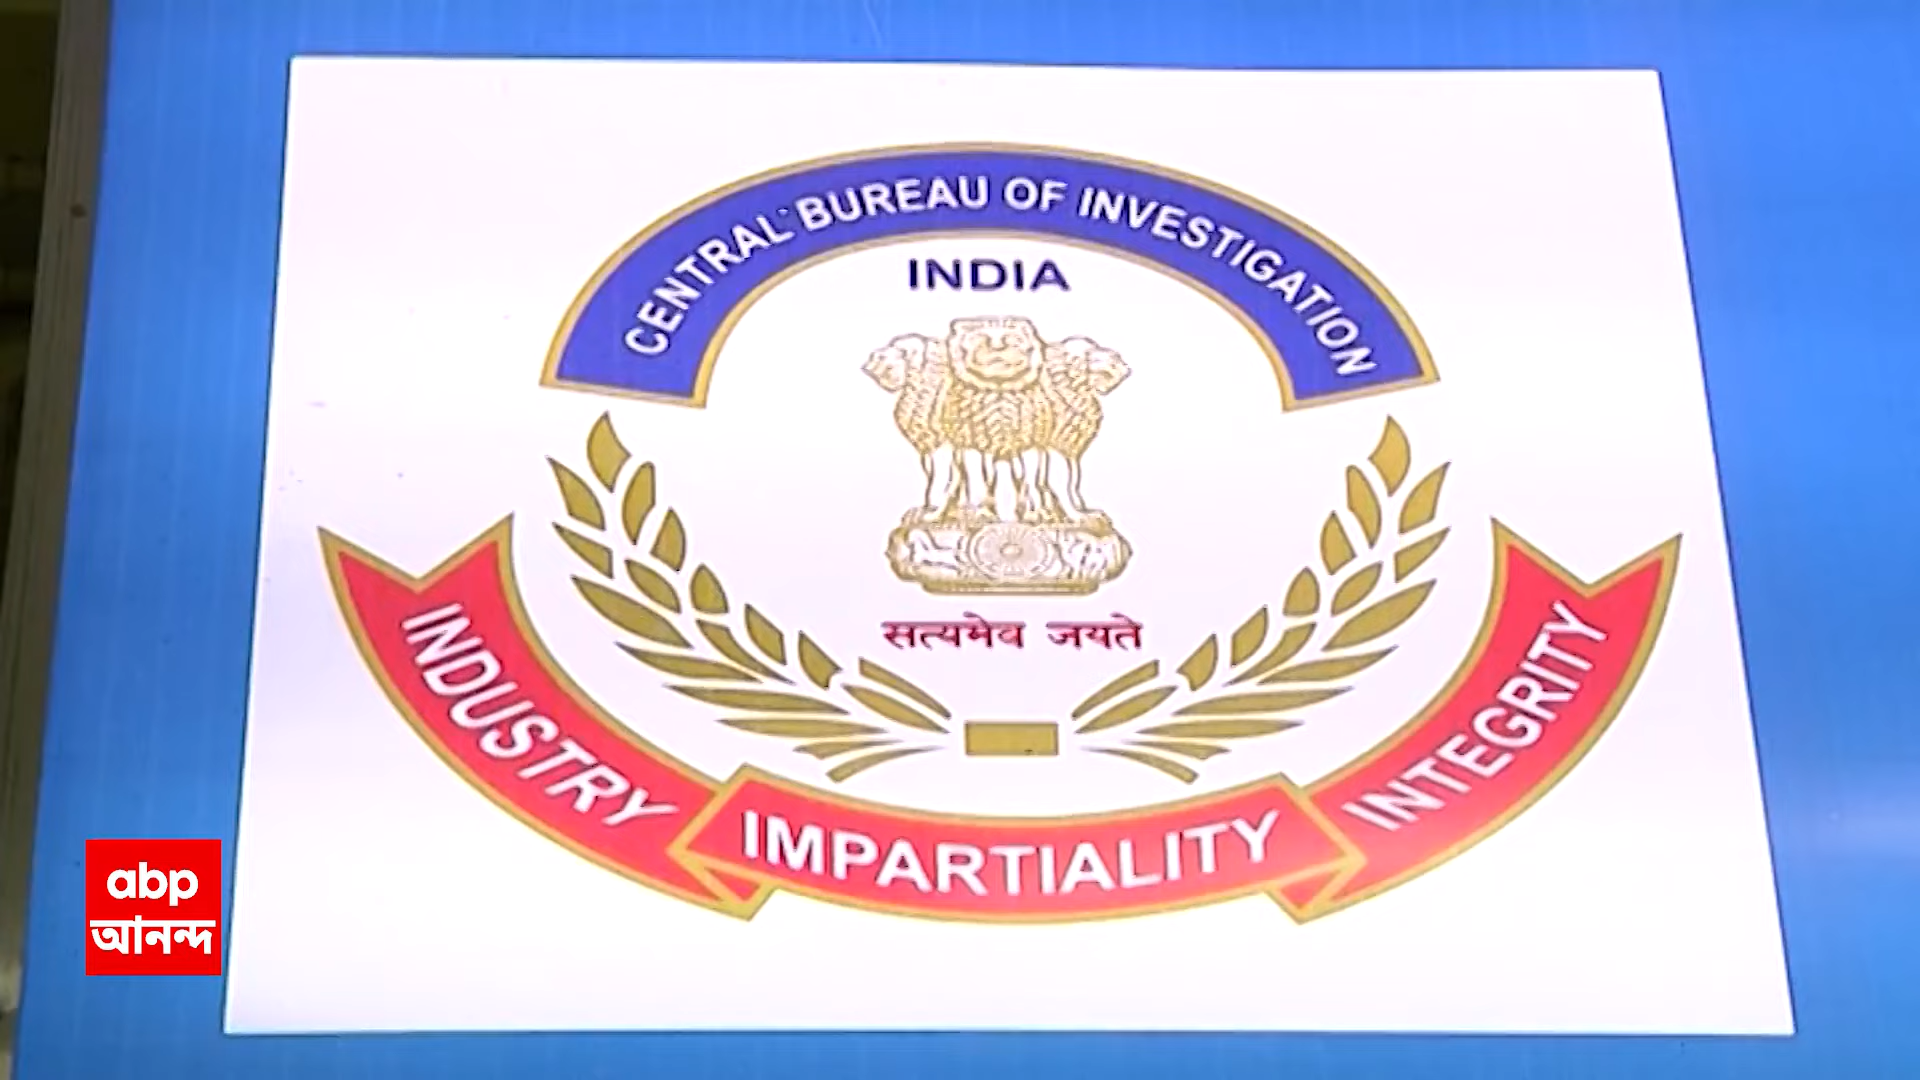 CENTRAL BUREAU OF INVESTIGATION
INDIA
सत्यमेव जयते
INDUSTRY
IMPARTIALITY
INTEGRITY
abp
আনন্দ